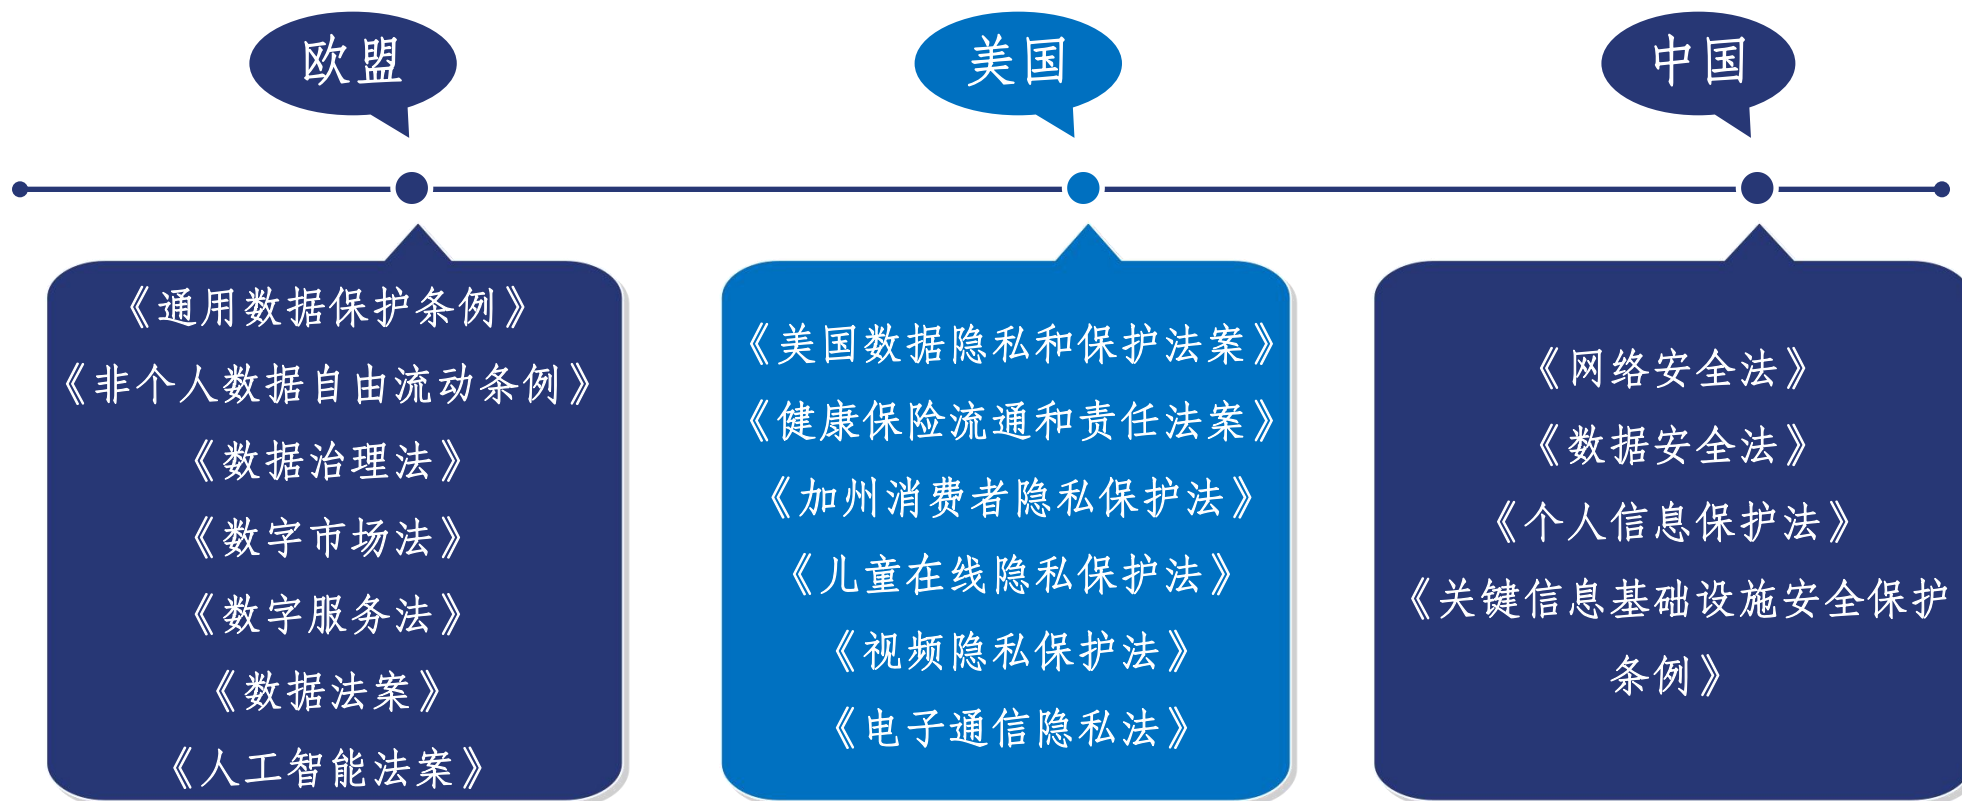 欧盟
美国
中国
《通用数据保护条例》
《非个人数据自由流动条例》
《数据治理法》
《数字市场法》
《数字服务法》
《数据法案》
《人工智能法案》
《美国数据隐私和保护法案》
《健康保险流通和责任法案》
《加州消费者隐私保护法》
《儿童在线隐私保护法》
《视频隐私保护法》
《电子通信隐私法》
《网络安全法》
《数据安全法》
《个人信息保护法》
《关键信息基础设施安全保护
条例》